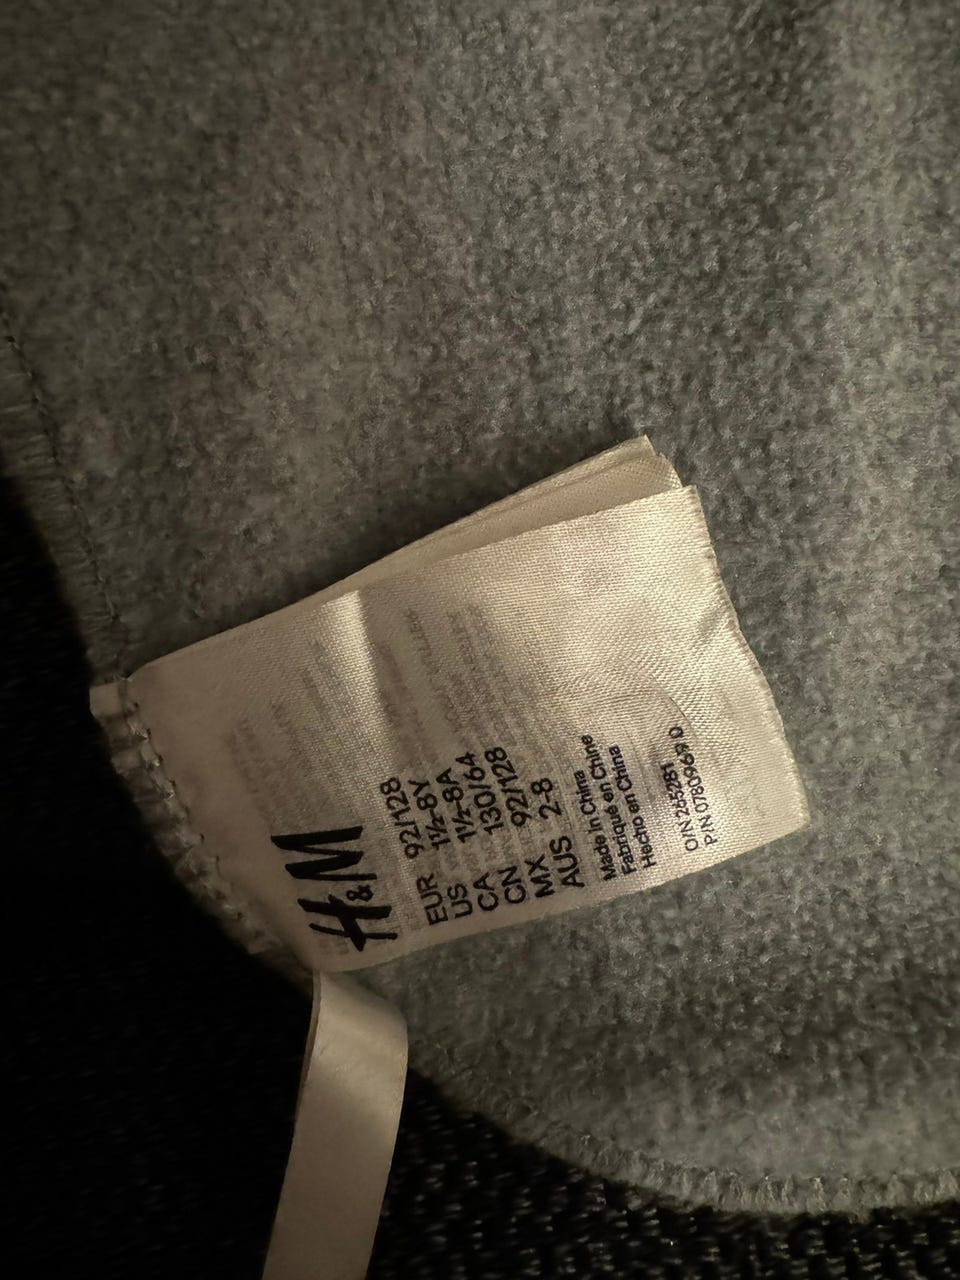 H&M
EUR 92/128
US 1½-8Y
CA 1½-8A
CN 130/64
MX 92/128
AUS 2-8
Made in China
Fabriqué en Chine
Hecho en China
O/N 265281